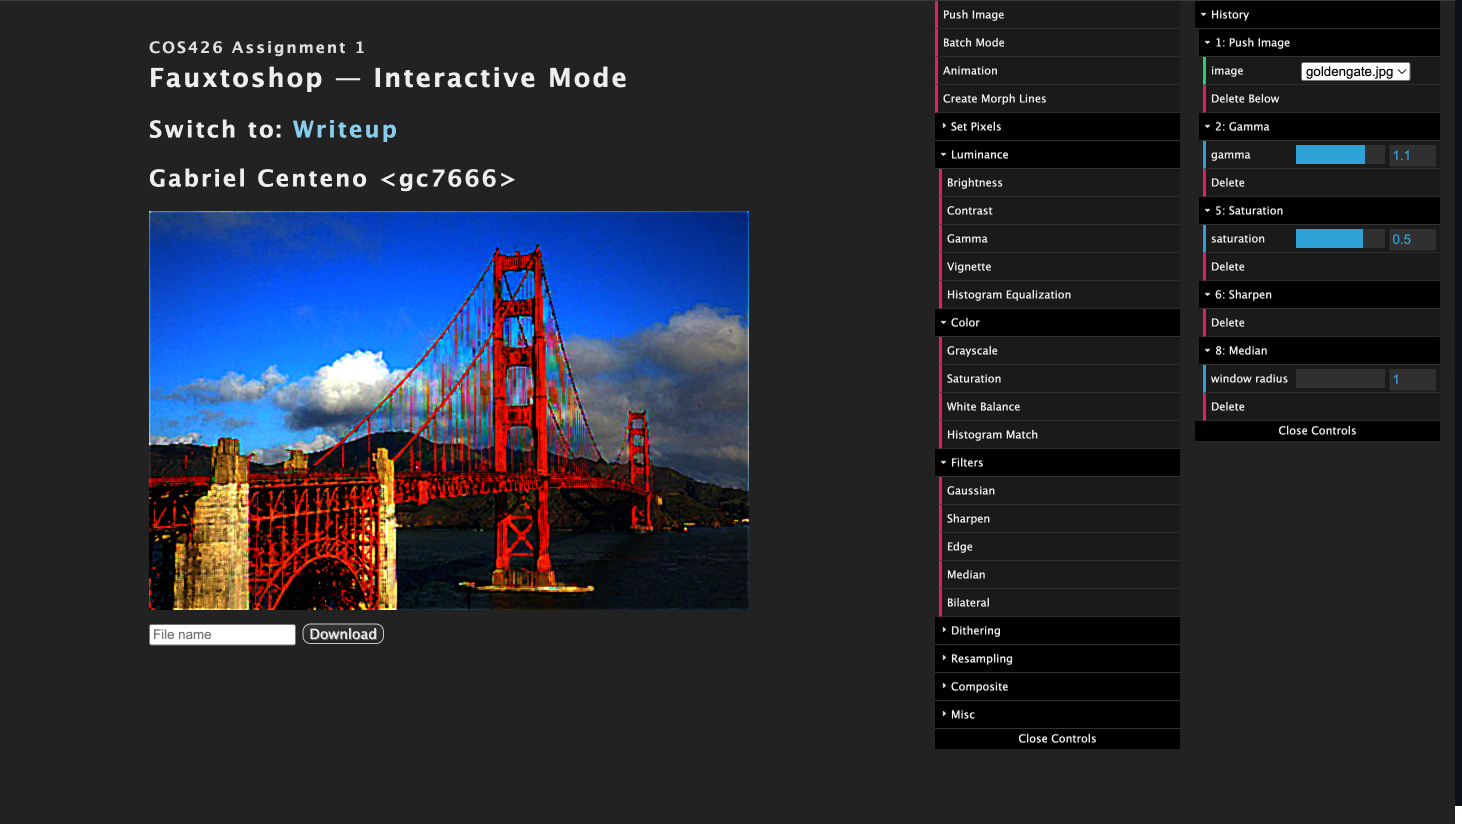 COS426 Assignment 1
Fauxtoshop — Interactive Mode
Switch to: Writeup
Gabriel Centeno <gc7666>
File name
Download
Push Image
Batch Mode
Animation
Create Morph Lines
Set Pixels
Luminance
Brightness
Contrast
Gamma
Vignette
Histogram Equalization
Color
Grayscale
Saturation
White Balance
Histogram Match
Filters
Gaussian
Sharpen
Edge
Median
Bilateral
Dithering
Resampling
Composite
Misc
Close Controls
History
1: Push Image
image goldengate.jpg
Delete Below
2: Gamma
gamma 1.1
Delete
5: Saturation
saturation 0.5
Delete
6: Sharpen
Delete
8: Median
window radius 1
Delete
Close Controls